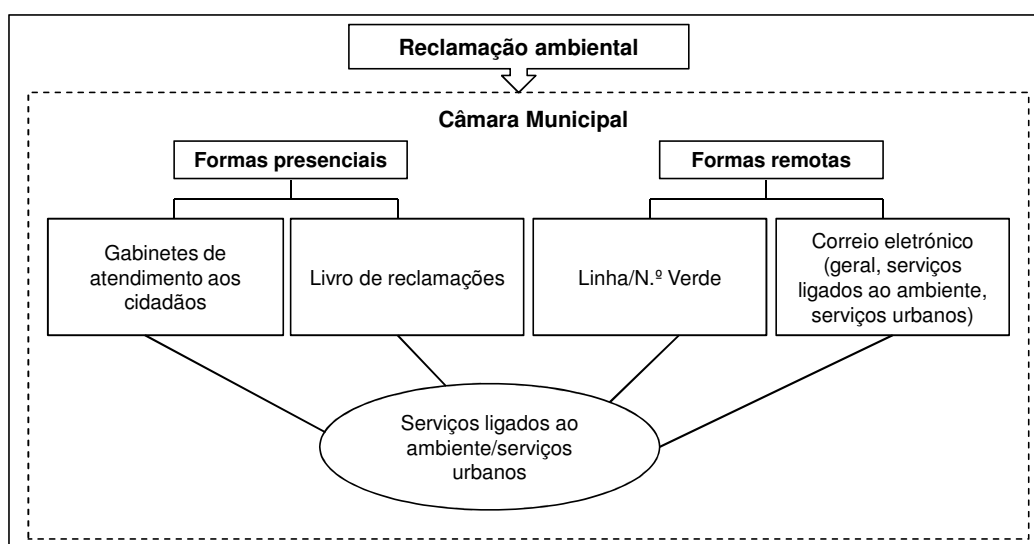 Reclamação ambiental
Câmara Municipal
Formas presenciais
Formas remotas
Gabinetes de
atendimento aos
cidadãos
Livro de reclamações
Linha/N.º Verde
Correio eletrónico
(geral, serviços
ligados ao ambiente,
serviços urbanos)
Serviços ligados ao
ambiente/serviços
urbanos